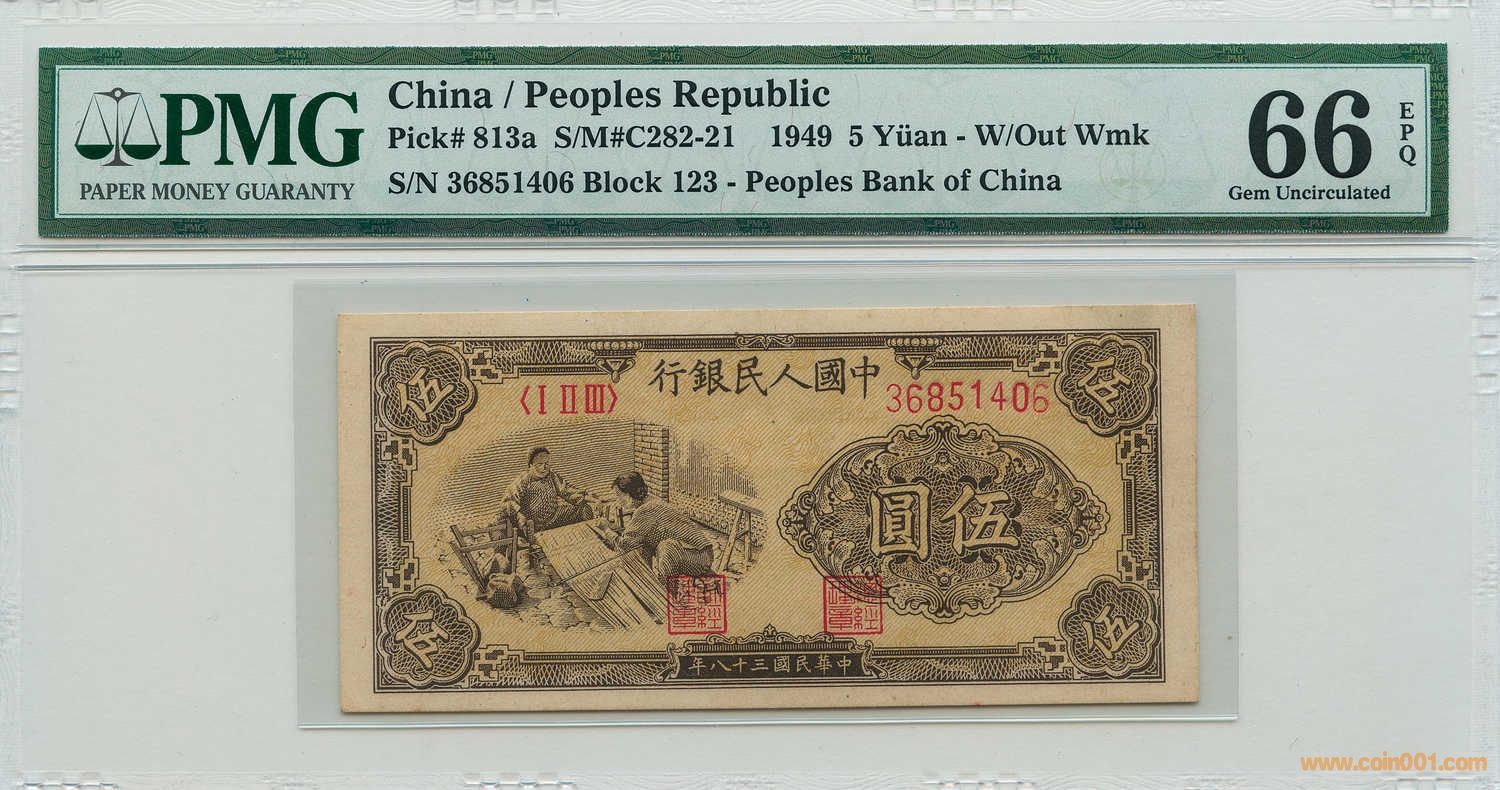 PMG
PAPER MONEY GUARANTY
China / Peoples Republic
Pick# 813a S/M#C282-21 1949 5 Yüan - W/Out Wmk
S/N 36851406 Block 123 - Peoples Bank of China
66
EPQ
Gem Uncirculated
中國人民銀行
〈I II III〉
36851406
伍
伍
伍圓
伍
伍
中華民國三十八年
www.coin001.com